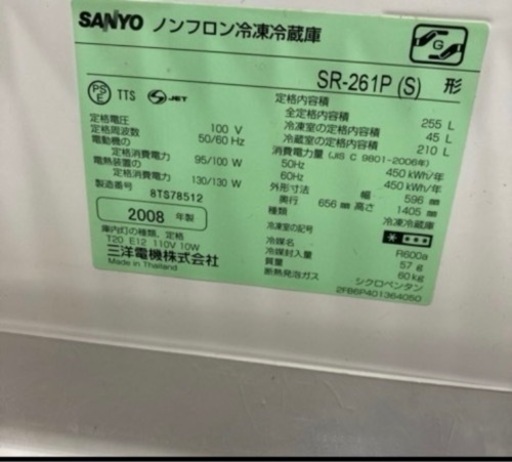 SANYO ノンフロン冷凍冷蔵庫
G
SR-261P (S) 形
PS E TTS S-JET
定格電圧 100 V
定格周波数 50/60 Hz
電動機の定格消費電力 95/100 W
電熱装置の定格消費電力 130/130 W
製造番号
8TS78512
2008 年製
庫内灯の種類、定格
T20 E12 110V 10W
三洋電機株式会社
Made in Thailand
定格内容積
全定格内容積 255 L
冷凍室の定格内容積 45 L
冷蔵室の定格内容積 210 L
消費電力量 (JIS C 9801-2006年)
50Hz 450 kWh/年
60Hz 450 kWh/年
外形寸法 幅 596 mm
奥行 656 mm 高さ 1405 mm
種類 冷凍冷蔵庫
冷凍室の記号
冷媒名 R600a
冷媒封入量 57 g
質量 60 kg
断熱発泡ガス シクロペンタン
2FB6P401364050